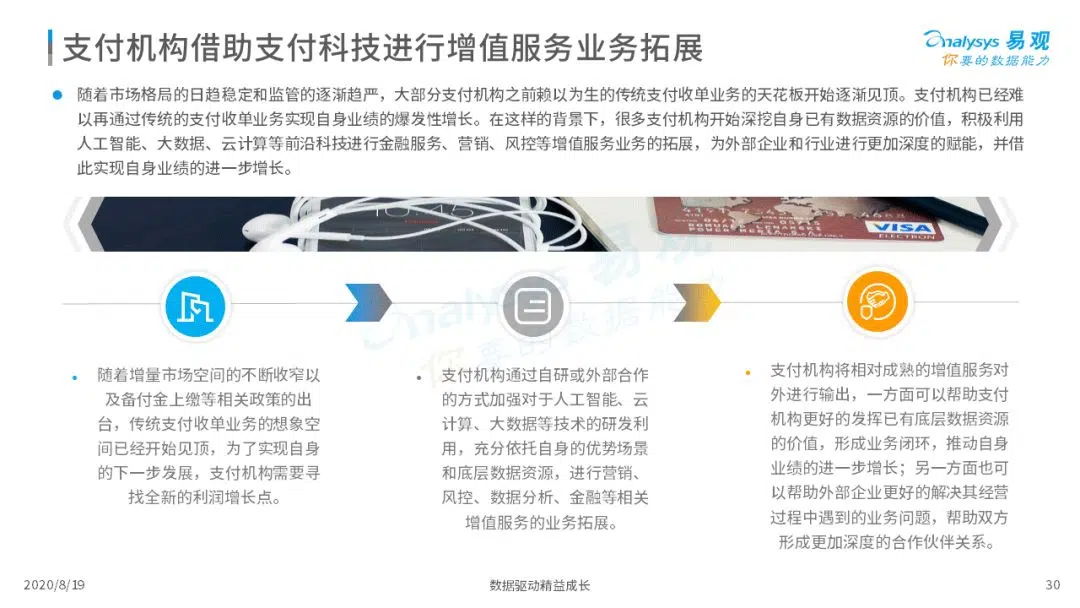 支付机构借助支付科技进行增值服务业务拓展
analysys 易观
你要的数据能力
随着市场格局的日趋稳定和监管的逐渐趋严，大部分支付机构之前赖以为生的传统支付收单业务的天花板开始逐渐见顶。支付机构已经难
以再通过传统的支付收单业务实现自身业绩的爆发性增长。在这样的背景下，很多支付机构开始深挖自身已有数据资源的价值，积极利用
人工智能、大数据、云计算等前沿科技进行金融服务、营销、风控等增值服务业务的拓展，为外部企业和行业进行更加深度的赋能，并借
此实现自身业绩的进一步增长。
10:45
VISA
ELECTRON
analysys 易观
你要的数据能力
随着增量市场空间的不断收窄以
及备付金上缴等相关政策的出
台，传统支付收单业务的想象空
间已经开始见顶，为了实现自身
的下一步发展，支付机构需要寻
找全新的利润增长点。
支付机构通过自研或外部合作
的方式加强对于人工智能、云
计算、大数据等技术的研发利
用，充分依托自身的优势场景
和底层数据资源，进行营销、
风控、数据分析、金融等相关
增值服务的业务拓展。
支付机构将相对成熟的增值服务对
外进行输出，一方面可以帮助支付
机构更好的发挥已有底层数据资源
的价值，形成业务闭环，推动自身
业绩的进一步增长；另一方面也可
以帮助外部企业更好的解决其经营
过程中遇到的业务问题，帮助双方
形成更加深度的合作伙伴关系。
2020/8/19
数据驱动精益成长
30